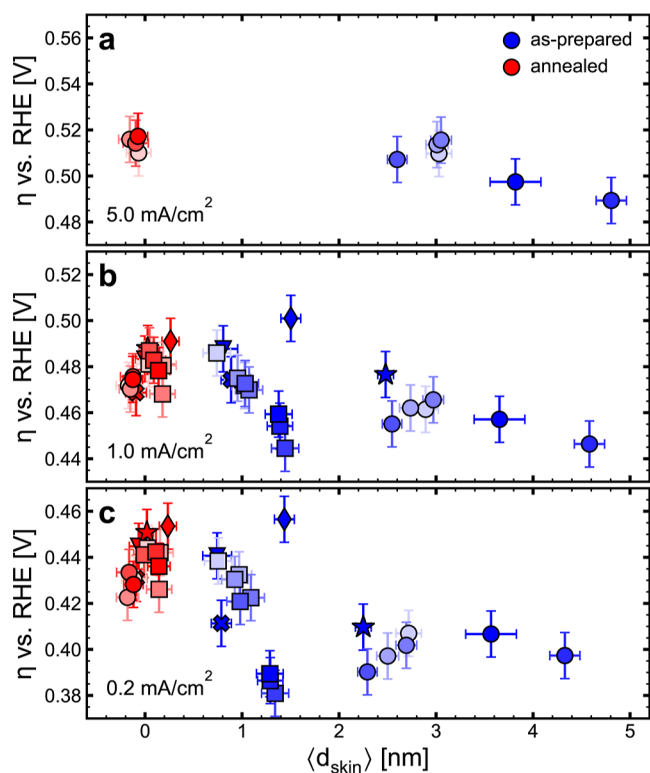 a
as-prepared
annealed
0.56
0.54
0.52
0.50
0.48
η vs. RHE [V]
5.0 mA/cm²
b
0.52
0.50
0.48
0.46
0.44
η vs. RHE [V]
1.0 mA/cm²
c
0.46
0.44
0.42
0.40
0.38
η vs. RHE [V]
0.2 mA/cm²
0 1 2 3 4 5
⟨d_skin⟩ [nm]